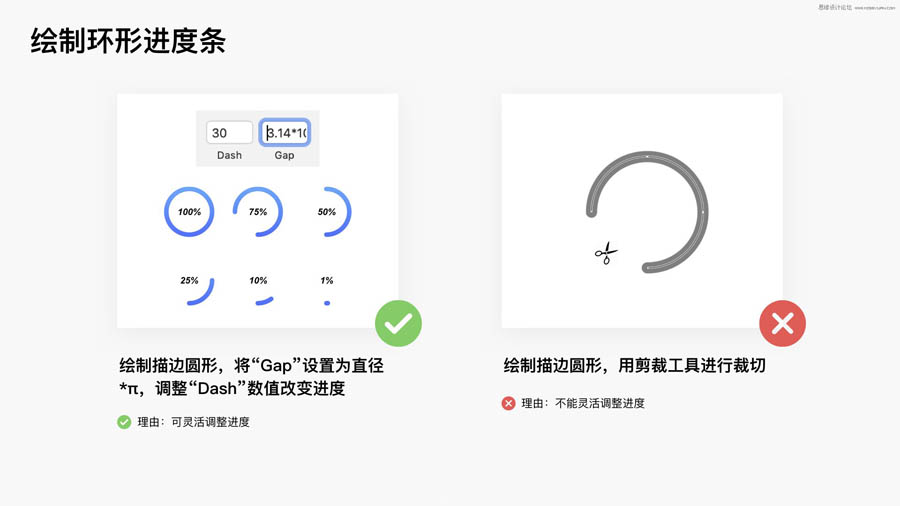 思缘设计论坛 WWW.MISSYUAN.COM
绘制环形进度条
30
3.14*10
Dash
Gap
100%
75%
50%
25%
10%
1%
绘制描边圆形，将“Gap”设置为直径
*π，调整“Dash”数值改变进度
理由：可灵活调整进度
绘制描边圆形，用剪裁工具进行裁切
理由：不能灵活调整进度